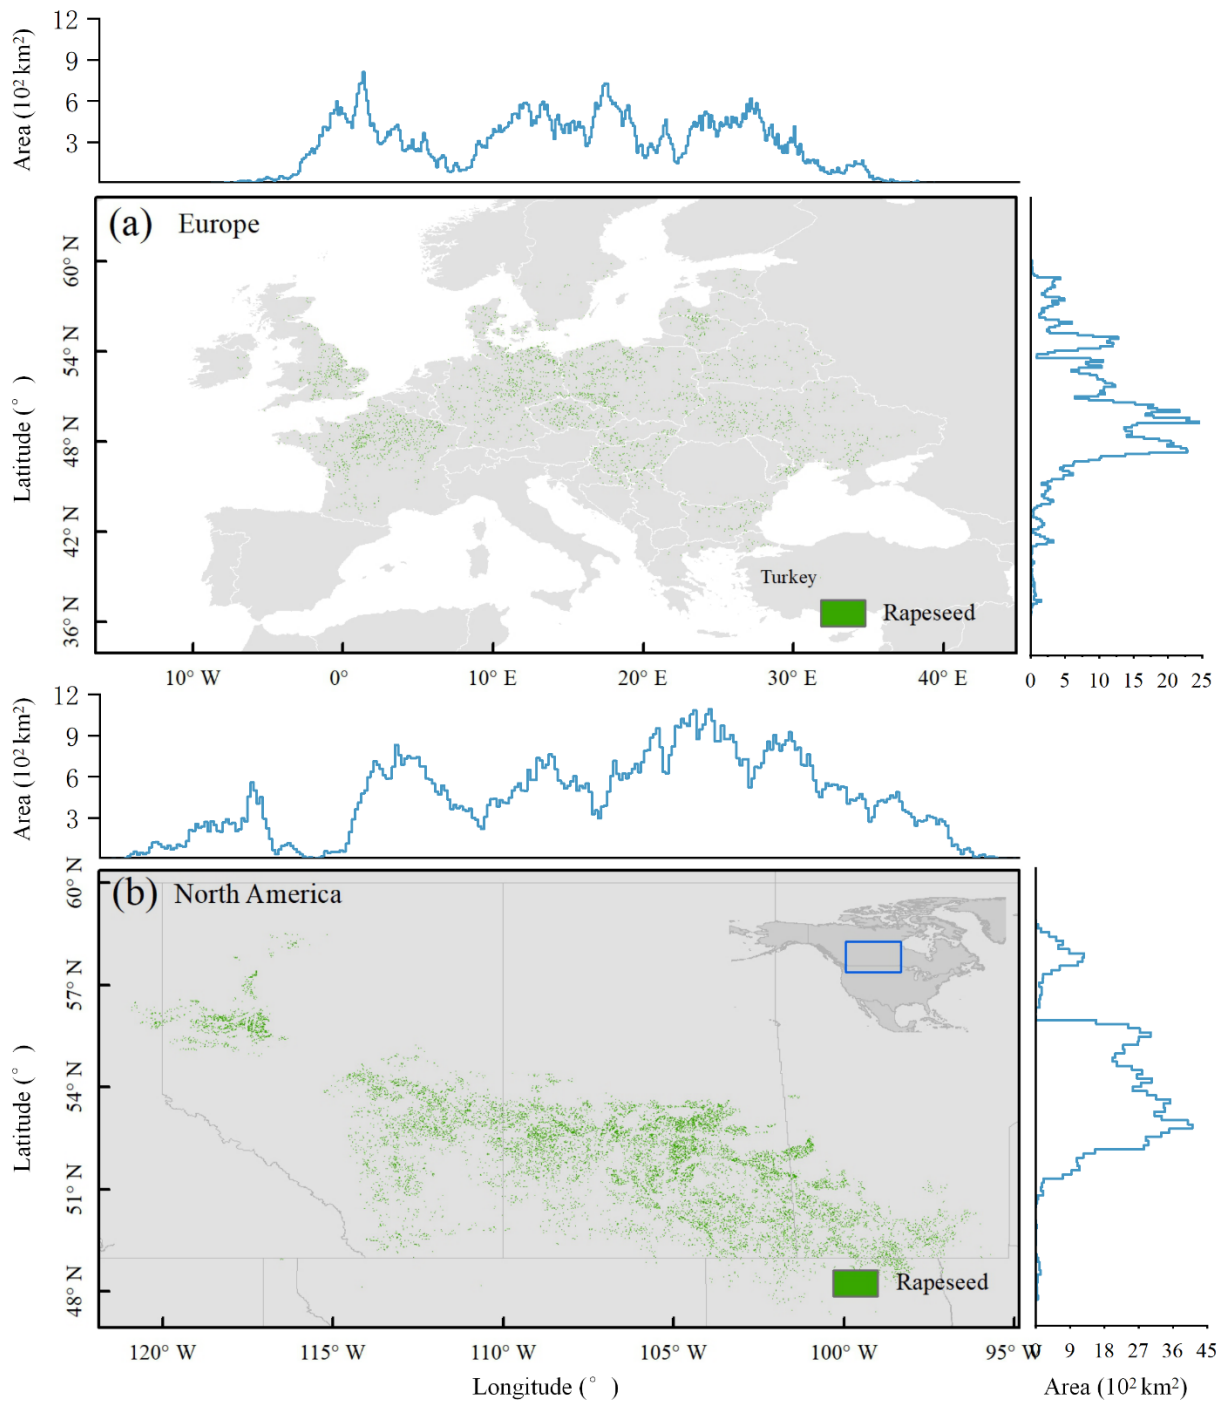 12
9
6
3
Area (10² km²)
(a) Europe
60° N
54° N
48° N
42° N
36° N
Latitude (° )
Turkey
Rapeseed
10° W 0° 10° E 20° E 30° E 40° E
0 5 10 15 20 25
12
9
6
3
Area (10² km²)
(b) North America
60° N
57° N
54° N
51° N
48° N
Latitude (° )
Rapeseed
120° W 115° W 110° W 105° W 100° W 95° W
0 9 18 27 36 45
Longitude (° )
Area (10² km²)